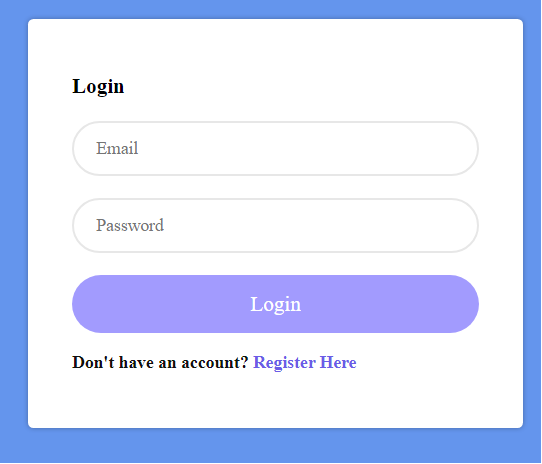 Login
Email
Password
Login
Don't have an account? Register Here